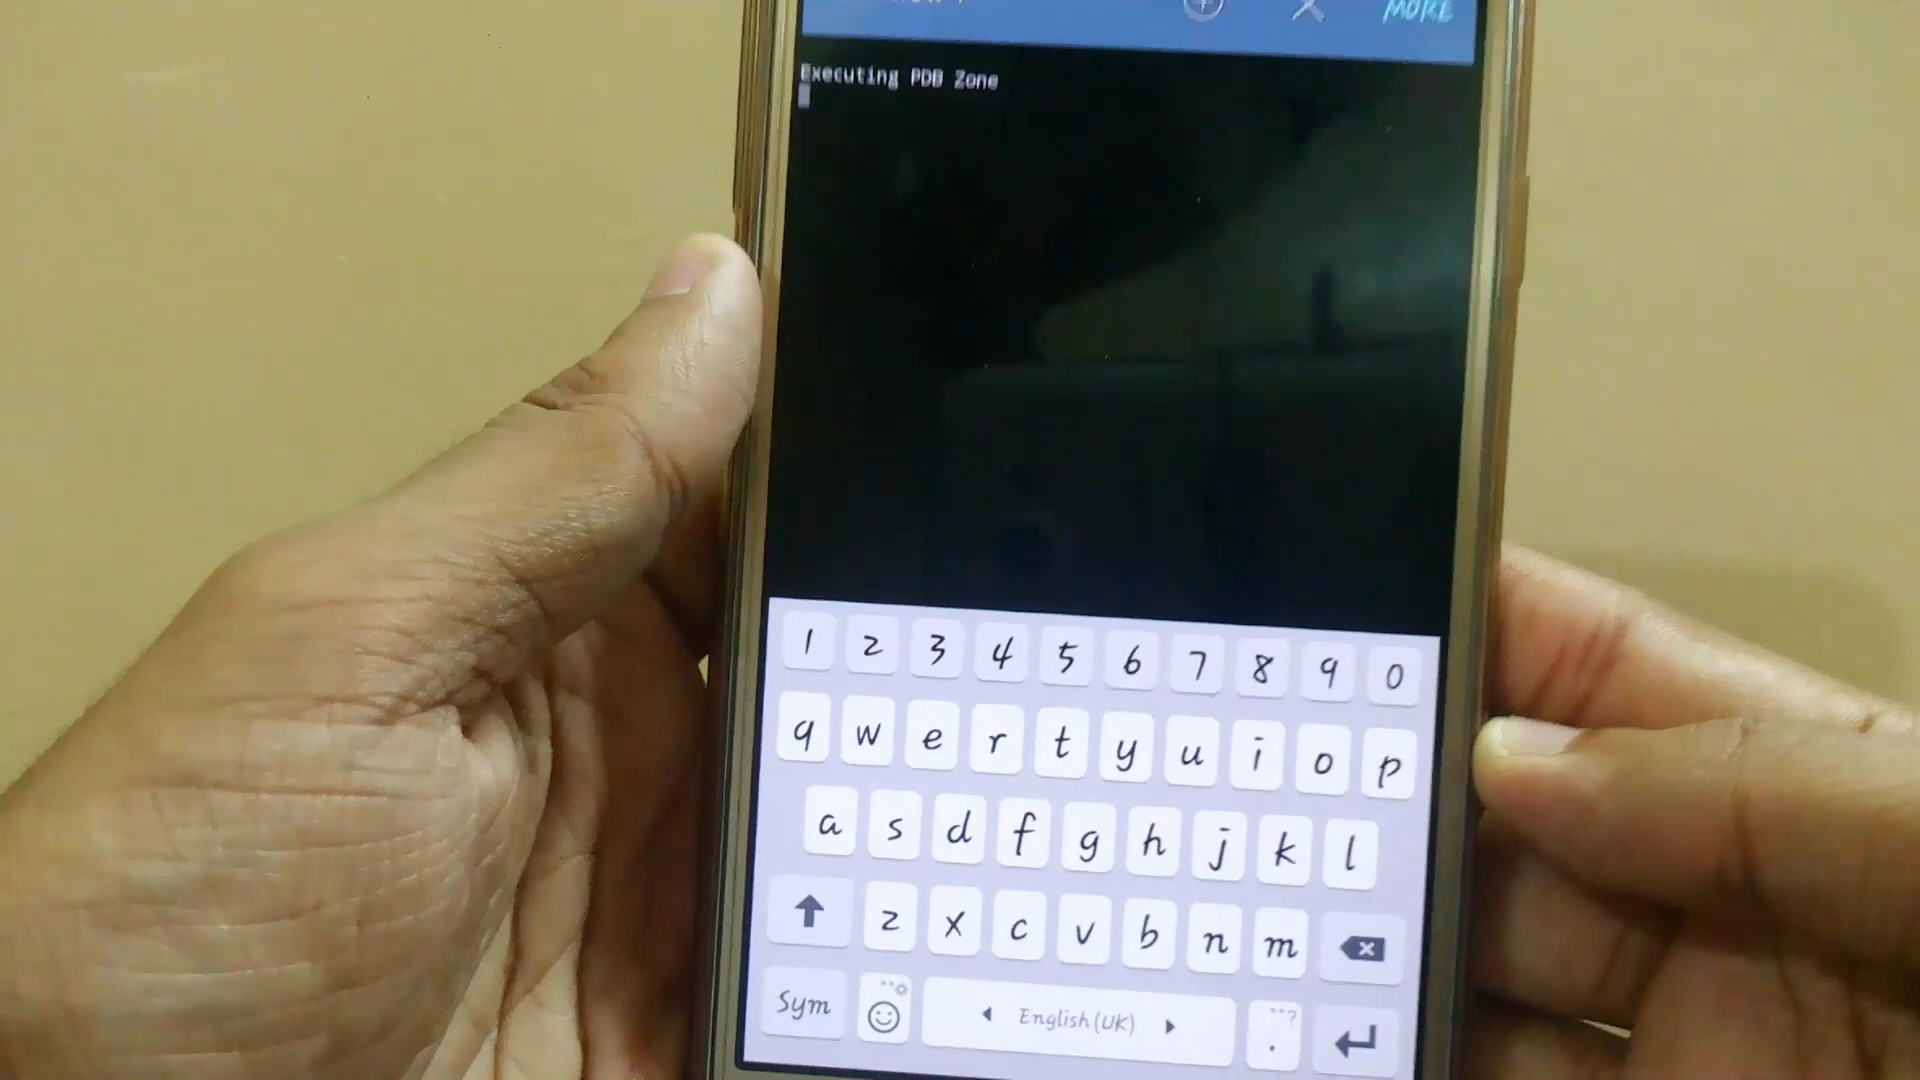 MORE
Executing PDB Zone
1 2 3 4 5 6 7 8 9 0
q w e r t y u i o p
a s d f g h j k l
z x c v b n m
Sym English(UK) .